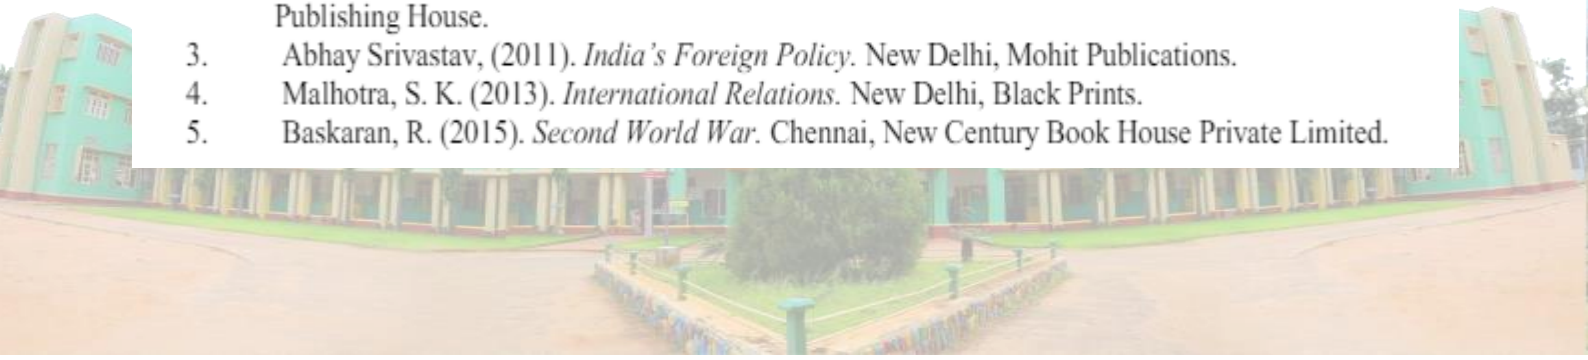 Publishing House.
3. Abhay Srivastav, (2011). India's Foreign Policy. New Delhi, Mohit Publications.
4. Malhotra, S. K. (2013). International Relations. New Delhi, Black Prints.
5. Baskaran, R. (2015). Second World War. Chennai, New Century Book House Private Limited.